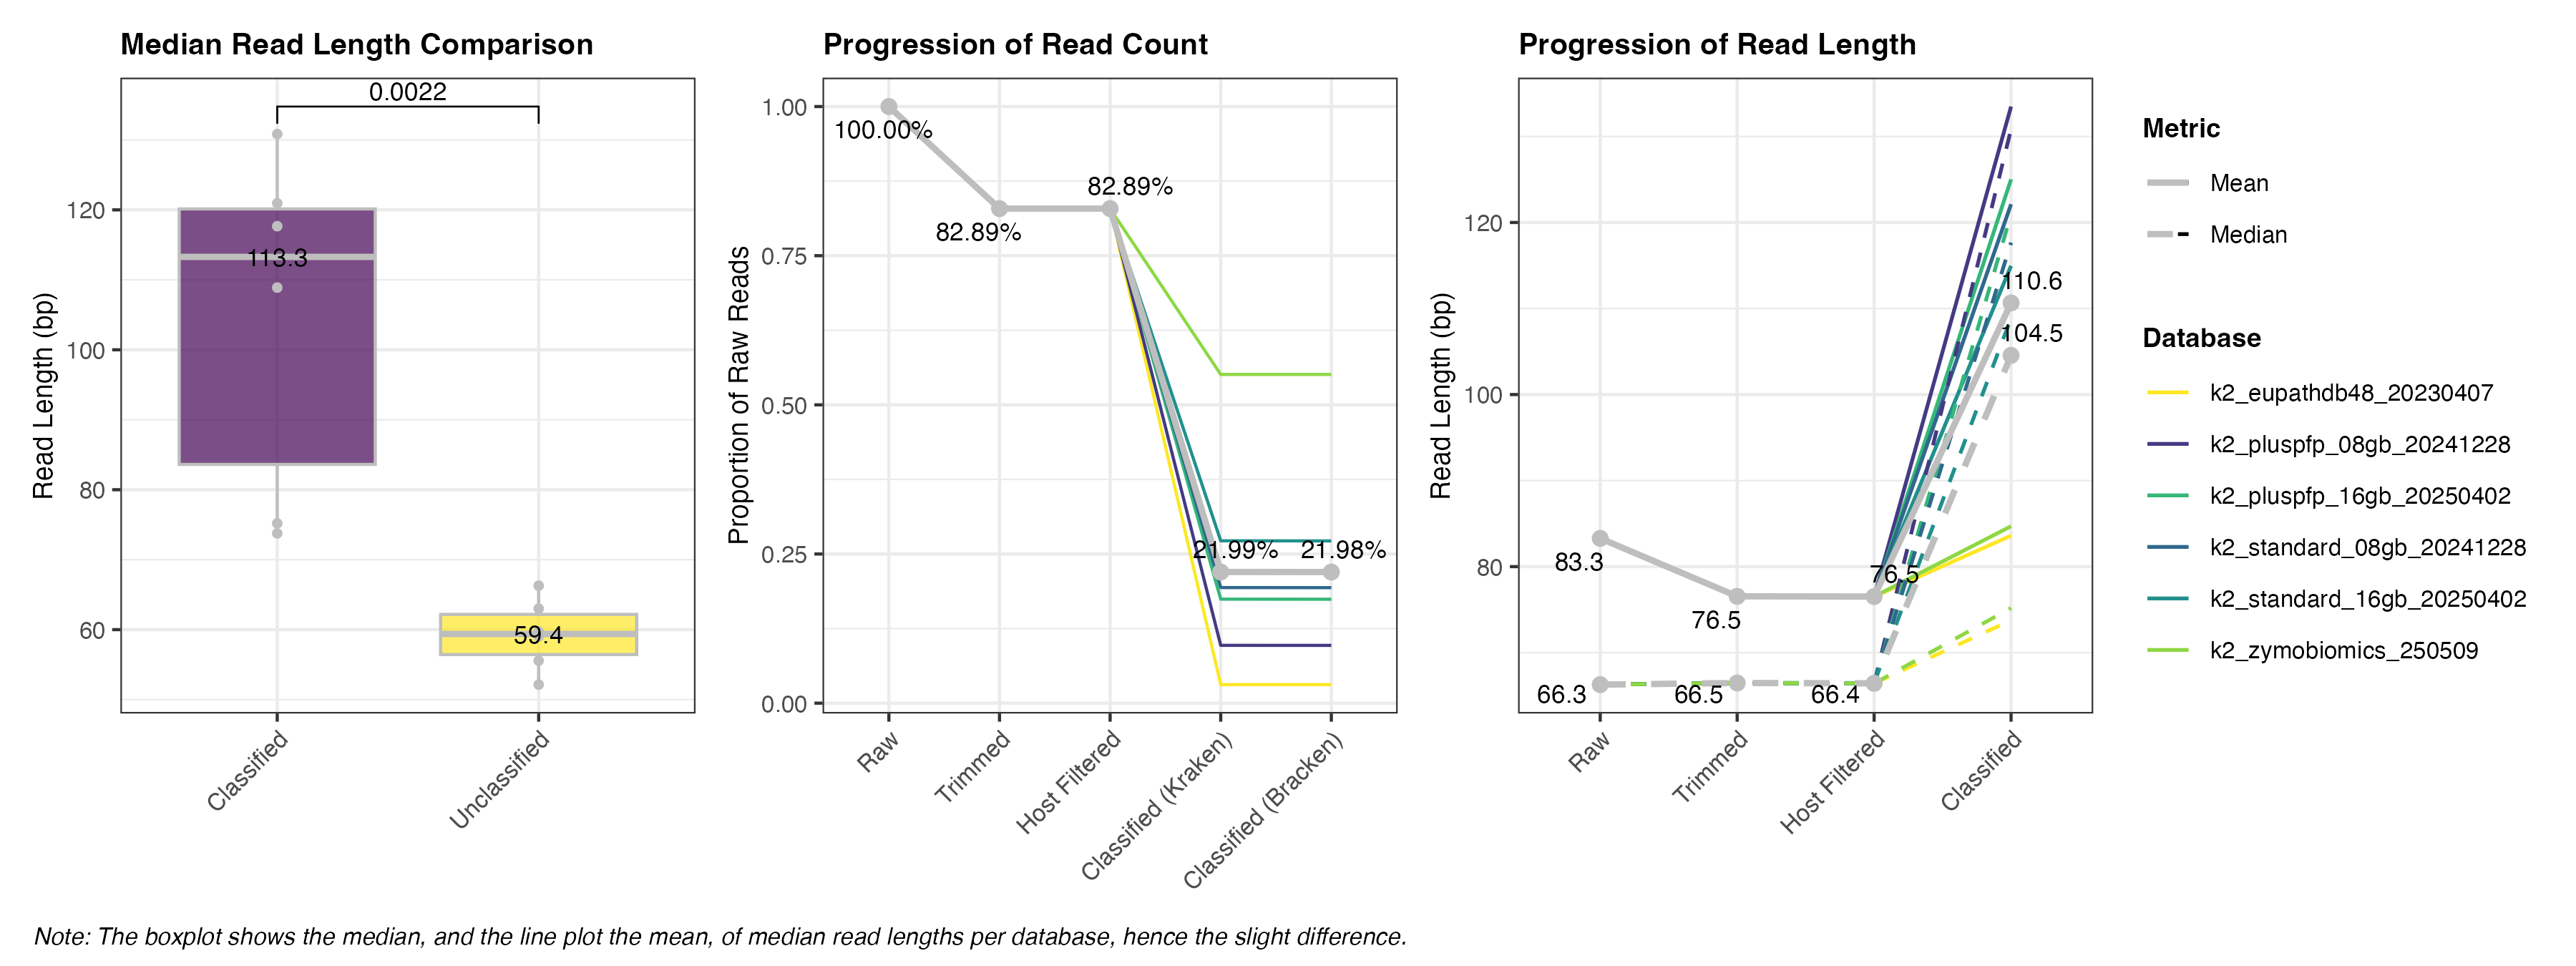 Median Read Length Comparison
0.0022
113.3
59.4
120
100
80
60
Read Length (bp)
Classified
Unclassified
Progression of Read Count
100.00%
82.89%
82.89%
21.99%
21.98%
1.00
0.75
0.50
0.25
0.00
Proportion of Raw Reads
Raw
Trimmed
Host Filtered
Classified (Kraken)
Classified (Bracken)
Progression of Read Length
110.6
104.5
83.3
76.5
76.5
66.3
66.5
66.4
120
100
80
Read Length (bp)
Raw
Trimmed
Host Filtered
Classified
Metric
Mean
Median
Database
k2_eupathdb48_20230407
k2_pluspfp_08gb_20241228
k2_pluspfp_16gb_20250402
k2_standard_08gb_20241228
k2_standard_16gb_20250402
k2_zymobiomics_250509
Note: The boxplot shows the median, and the line plot the mean, of median read lengths per database, hence the slight difference.